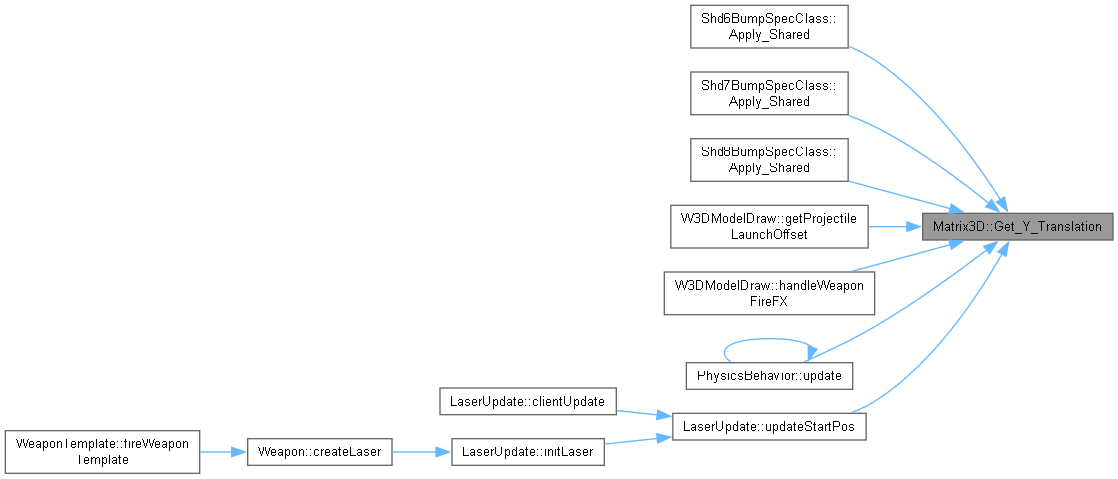 Shd6BumpSpecClass::
Apply_Shared
Shd7BumpSpecClass::
Apply_Shared
Shd8BumpSpecClass::
Apply_Shared
W3DModelDraw::getProjectile
LaunchOffset
Matrix3D::Get_Y_Translation
W3DModelDraw::handleWeapon
FireFX
PhysicsBehavior::update
LaserUpdate::clientUpdate
LaserUpdate::updateStartPos
WeaponTemplate::fireWeapon
Template
Weapon::createLaser
LaserUpdate::initLaser